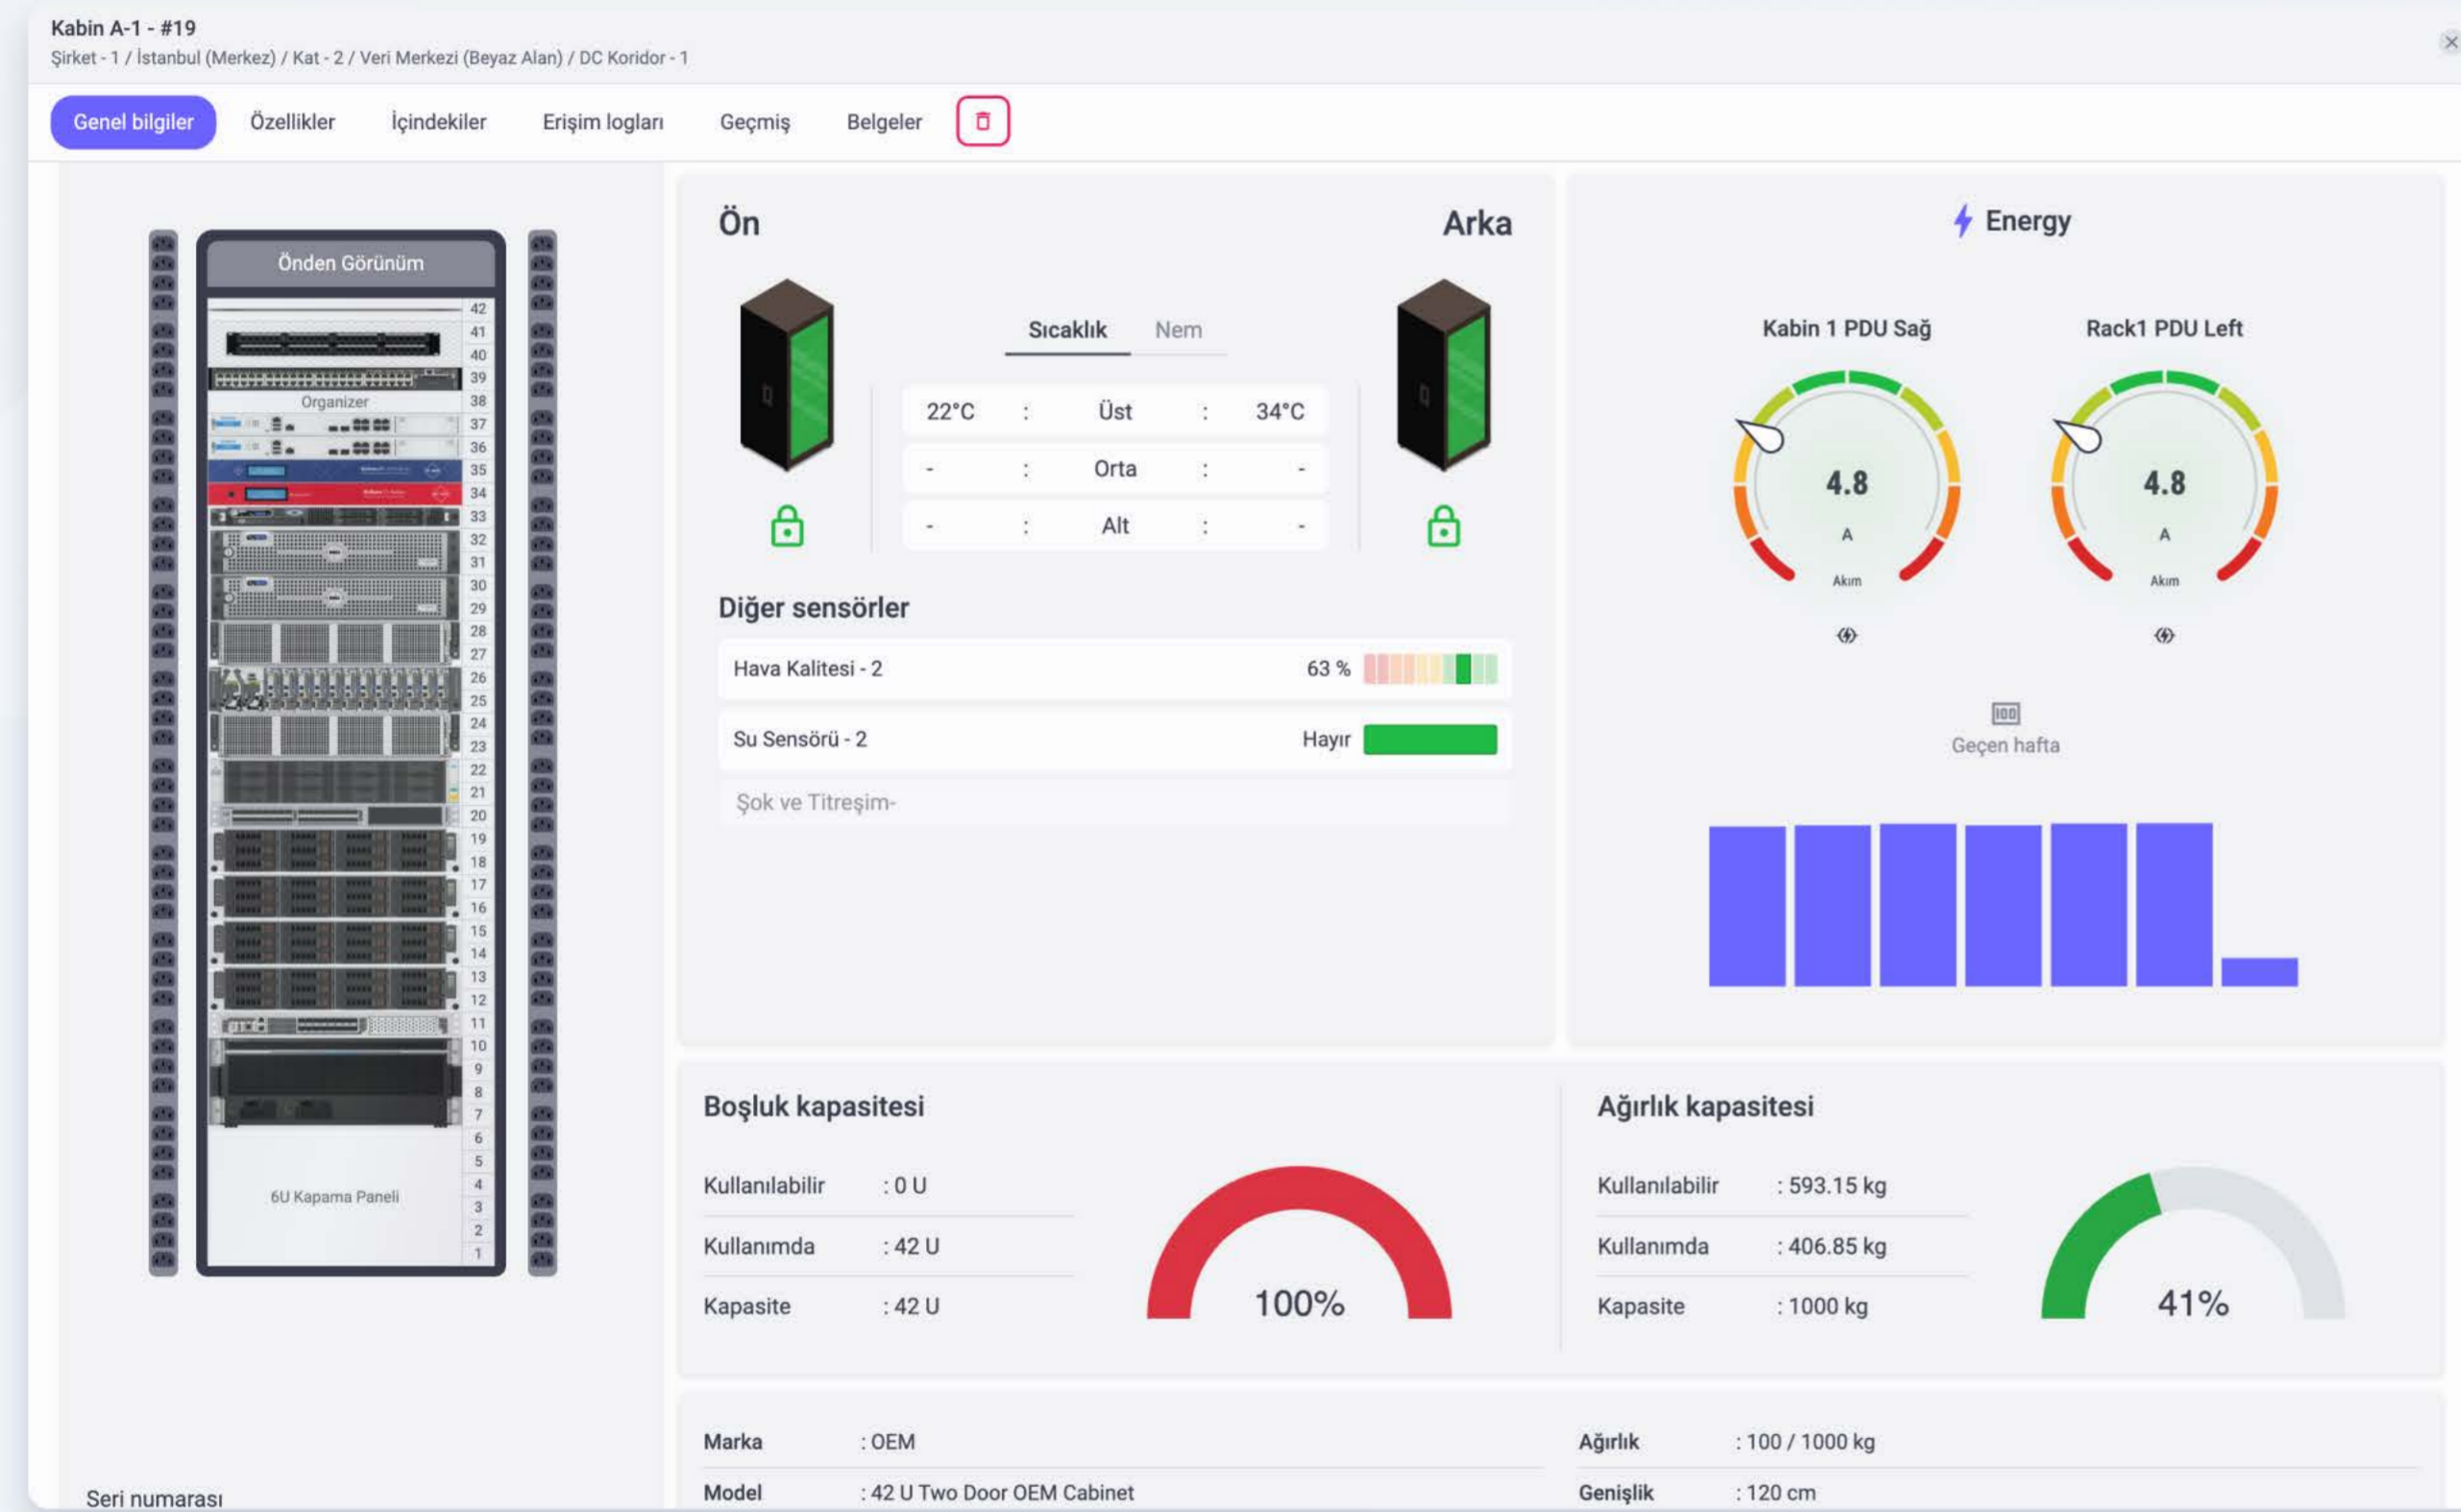 Kabin A-1 - #19
Şirket - 1 / İstanbul (Merkez) / Kat - 2 / Veri Merkezi (Beyaz Alan) / DC Koridor - 1
Genel bilgiler Özellikler İçindekiler Erişim logları Geçmiş Belgeler
Önden Görünüm
42
41
40
39
Organizer 38
37
36
35
34
33
32
31
30
29
28
27
26
25
24
23
22
21
20
19
18
17
16
15
14
13
12
11
10
9
8
7
6
5
4
6U Kapama Paneli
3
2
1
Seri numarası
Ön Arka
Sıcaklık Nem
22°C : Üst : 34°C
- : Orta : -
- : Alt : -
Diğer sensörler
Hava Kalitesi - 2 63 %
Su Sensörü - 2 Hayır
Şok ve Titreşim-
Energy
Kabin 1 PDU Sağ Rack1 PDU Left
4.8 4.8
A A
Akım Akım
Geçen hafta
Boşluk kapasitesi
Kullanılabilir : 0 U
Kullanımda : 42 U
Kapasite : 42 U
100%
Ağırlık kapasitesi
Kullanılabilir : 593.15 kg
Kullanımda : 406.85 kg
Kapasite : 1000 kg
41%
Marka : OEM
Model : 42 U Two Door OEM Cabinet
Ağırlık : 100 / 1000 kg
Genişlik : 120 cm